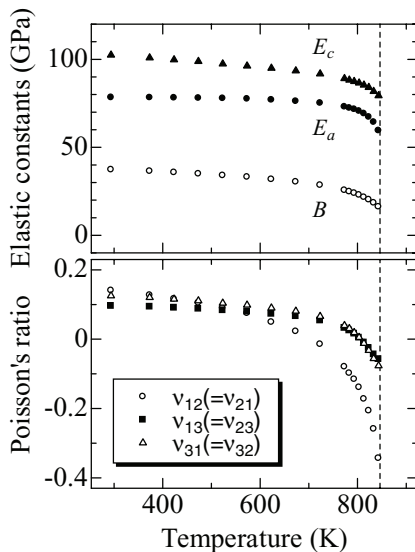 Elastic constants (GPa)
100
50
0
E_c
E_a
B
Poisson's ratio
0.2
0
-0.2
-0.4
ν₁₂(=ν₂₁)
ν₁₃(=ν₂₃)
ν₃₁(=ν₃₂)
400 600 800
Temperature (K)